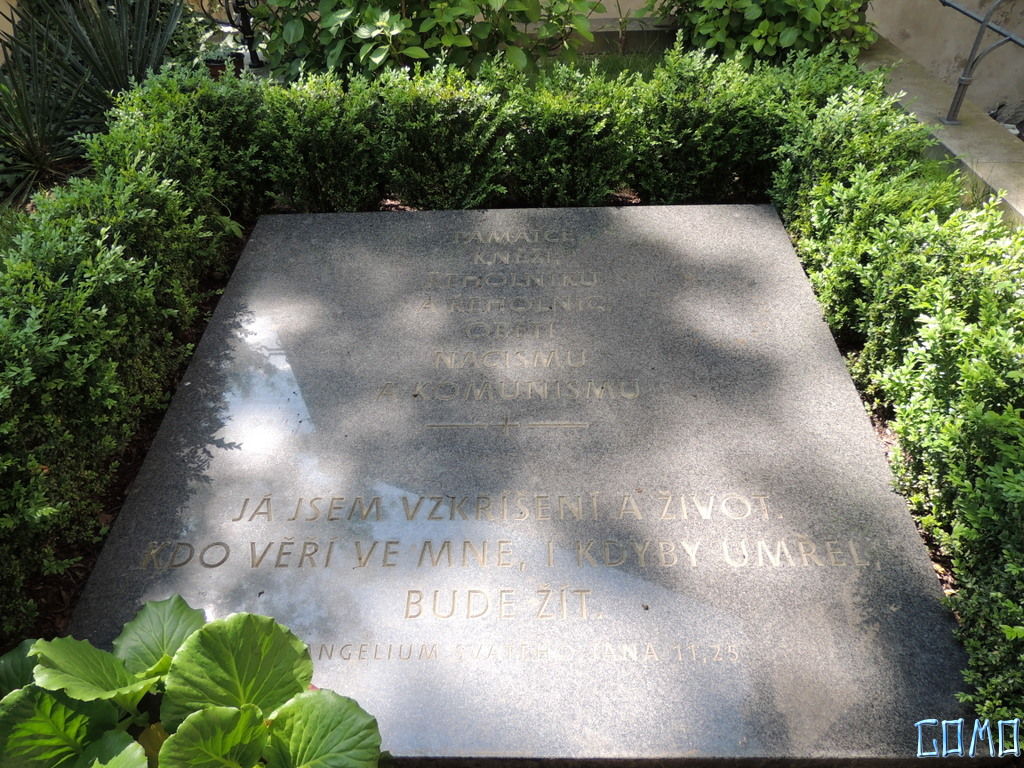 PAMÁTCE
KNĚŽÍ,
ŘEHOLNÍKŮ
A ŘEHOLNIC
OBĚTÍ
NACISMU
A KOMUNISMU
JÁ JSEM VZKŘÍŠENÍ A ŽIVOT.
KDO VĚŘÍ VE MNE, I KDYBY UMŘEL,
BUDE ŽÍT.
EVANGELIUM SVATÉHO JANA 11,25
GOMO